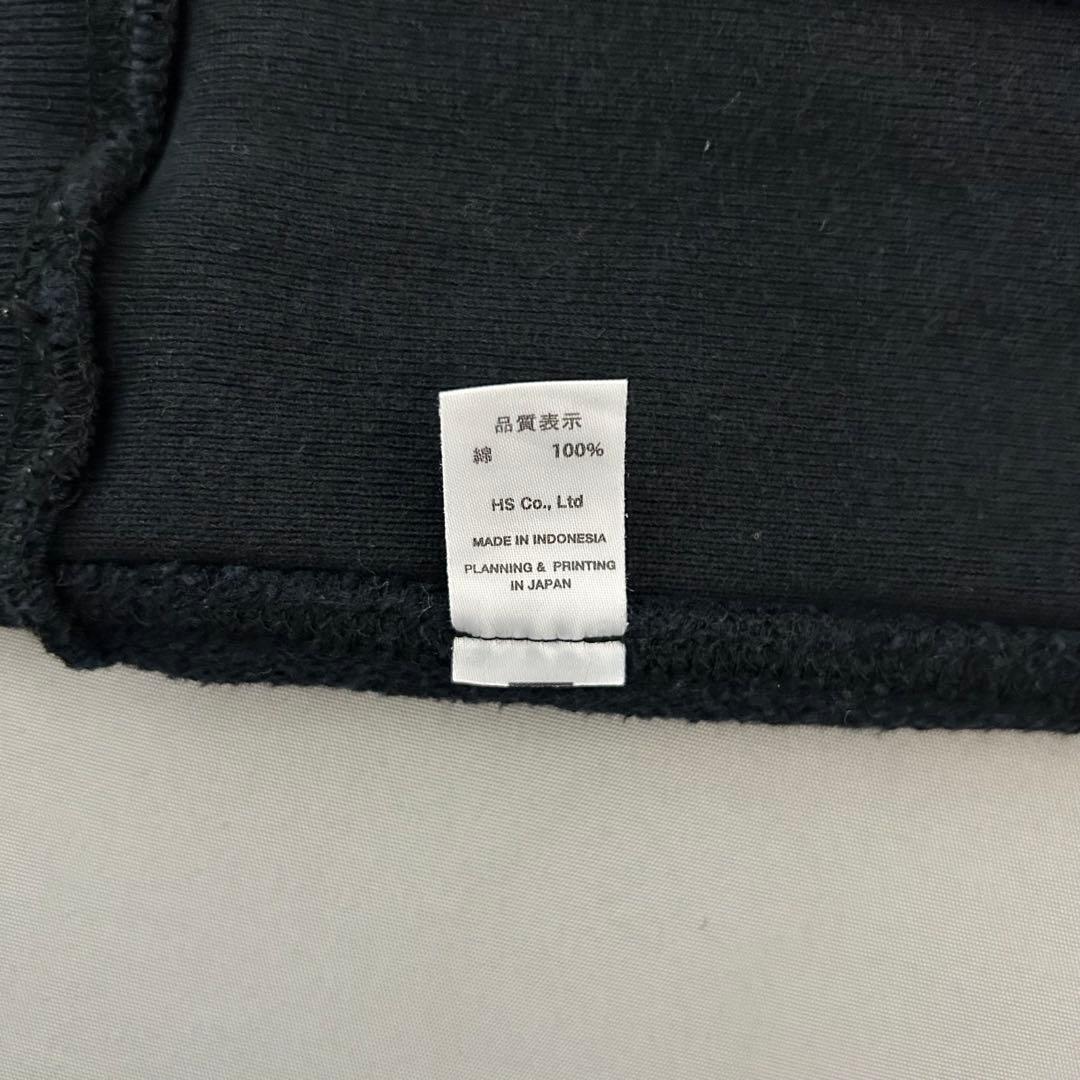 品質表示
綿 100%
HS Co., Ltd
MADE IN INDONESIA
PLANNING & PRINTING
IN JAPAN